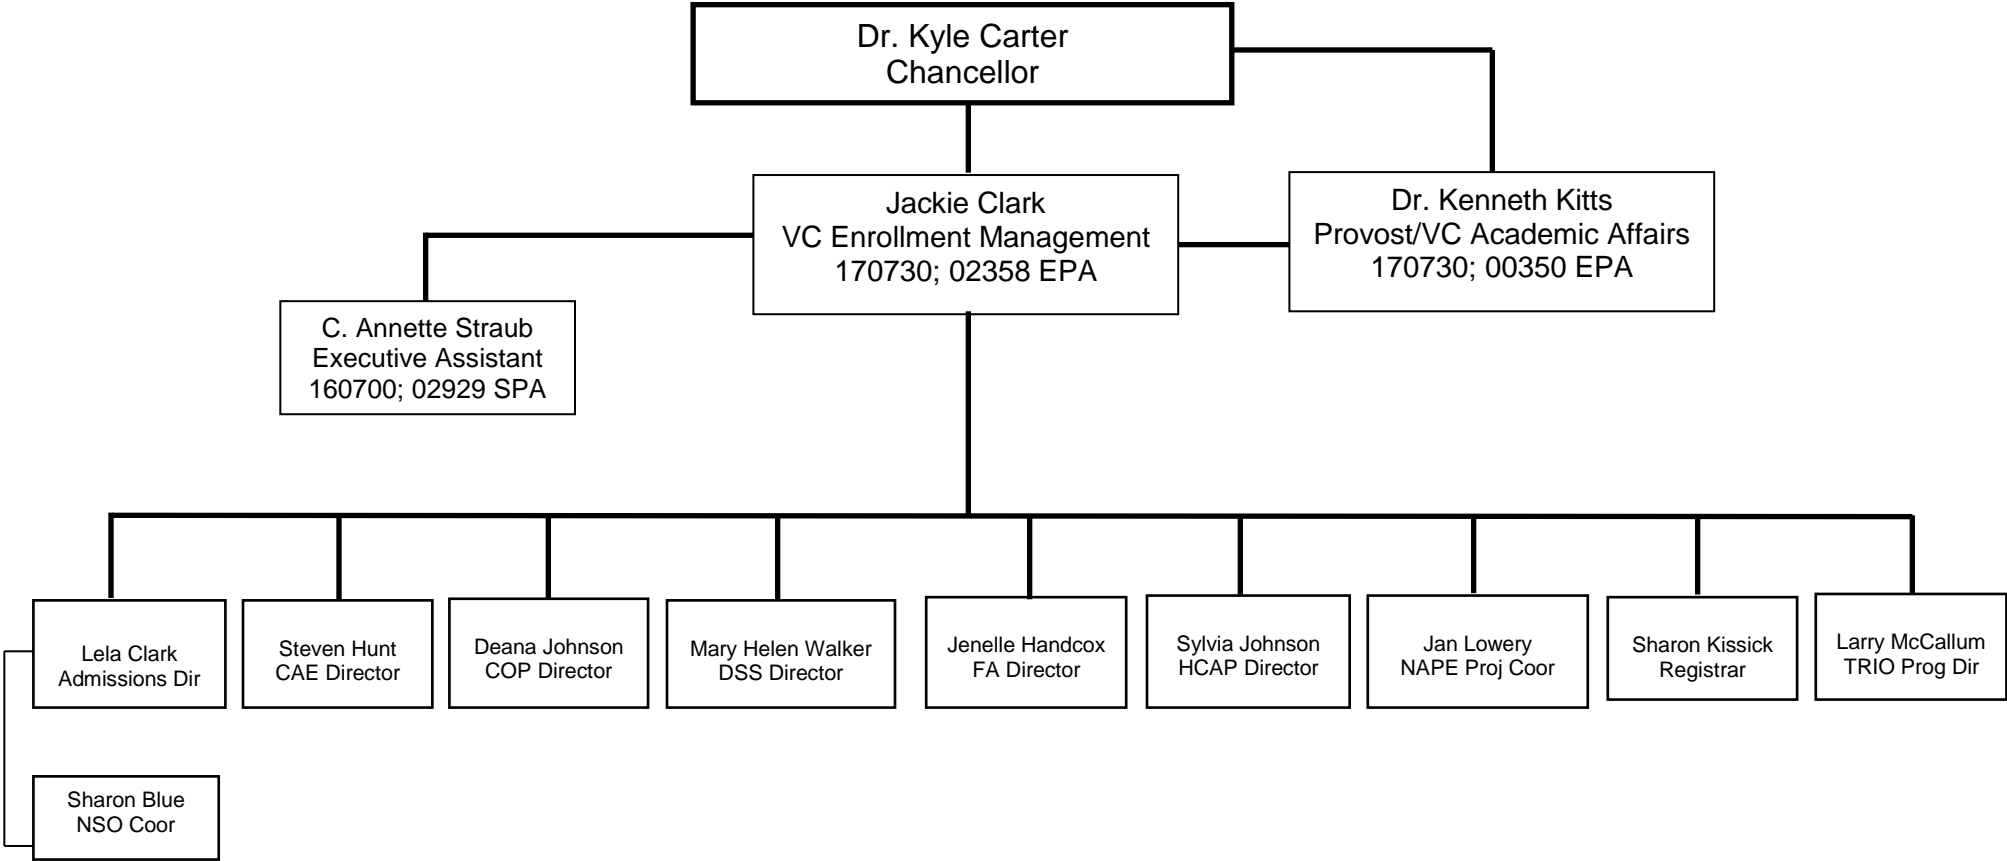 Dr. Kyle Carter
Chancellor
Jackie Clark
VC Enrollment Management
170730; 02358 EPA
Dr. Kenneth Kitts
Provost/VC Academic Affairs
170730; 00350 EPA
C. Annette Straub
Executive Assistant
160700; 02929 SPA
Lela Clark
Admissions Dir
Steven Hunt
CAE Director
Deana Johnson
COP Director
Mary Helen Walker
DSS Director
Jenelle Handcox
FA Director
Sylvia Johnson
HCAP Director
Jan Lowery
NAPE Proj Coor
Sharon Kissick
Registrar
Larry McCallum
TRIO Prog Dir
Sharon Blue
NSO Coor